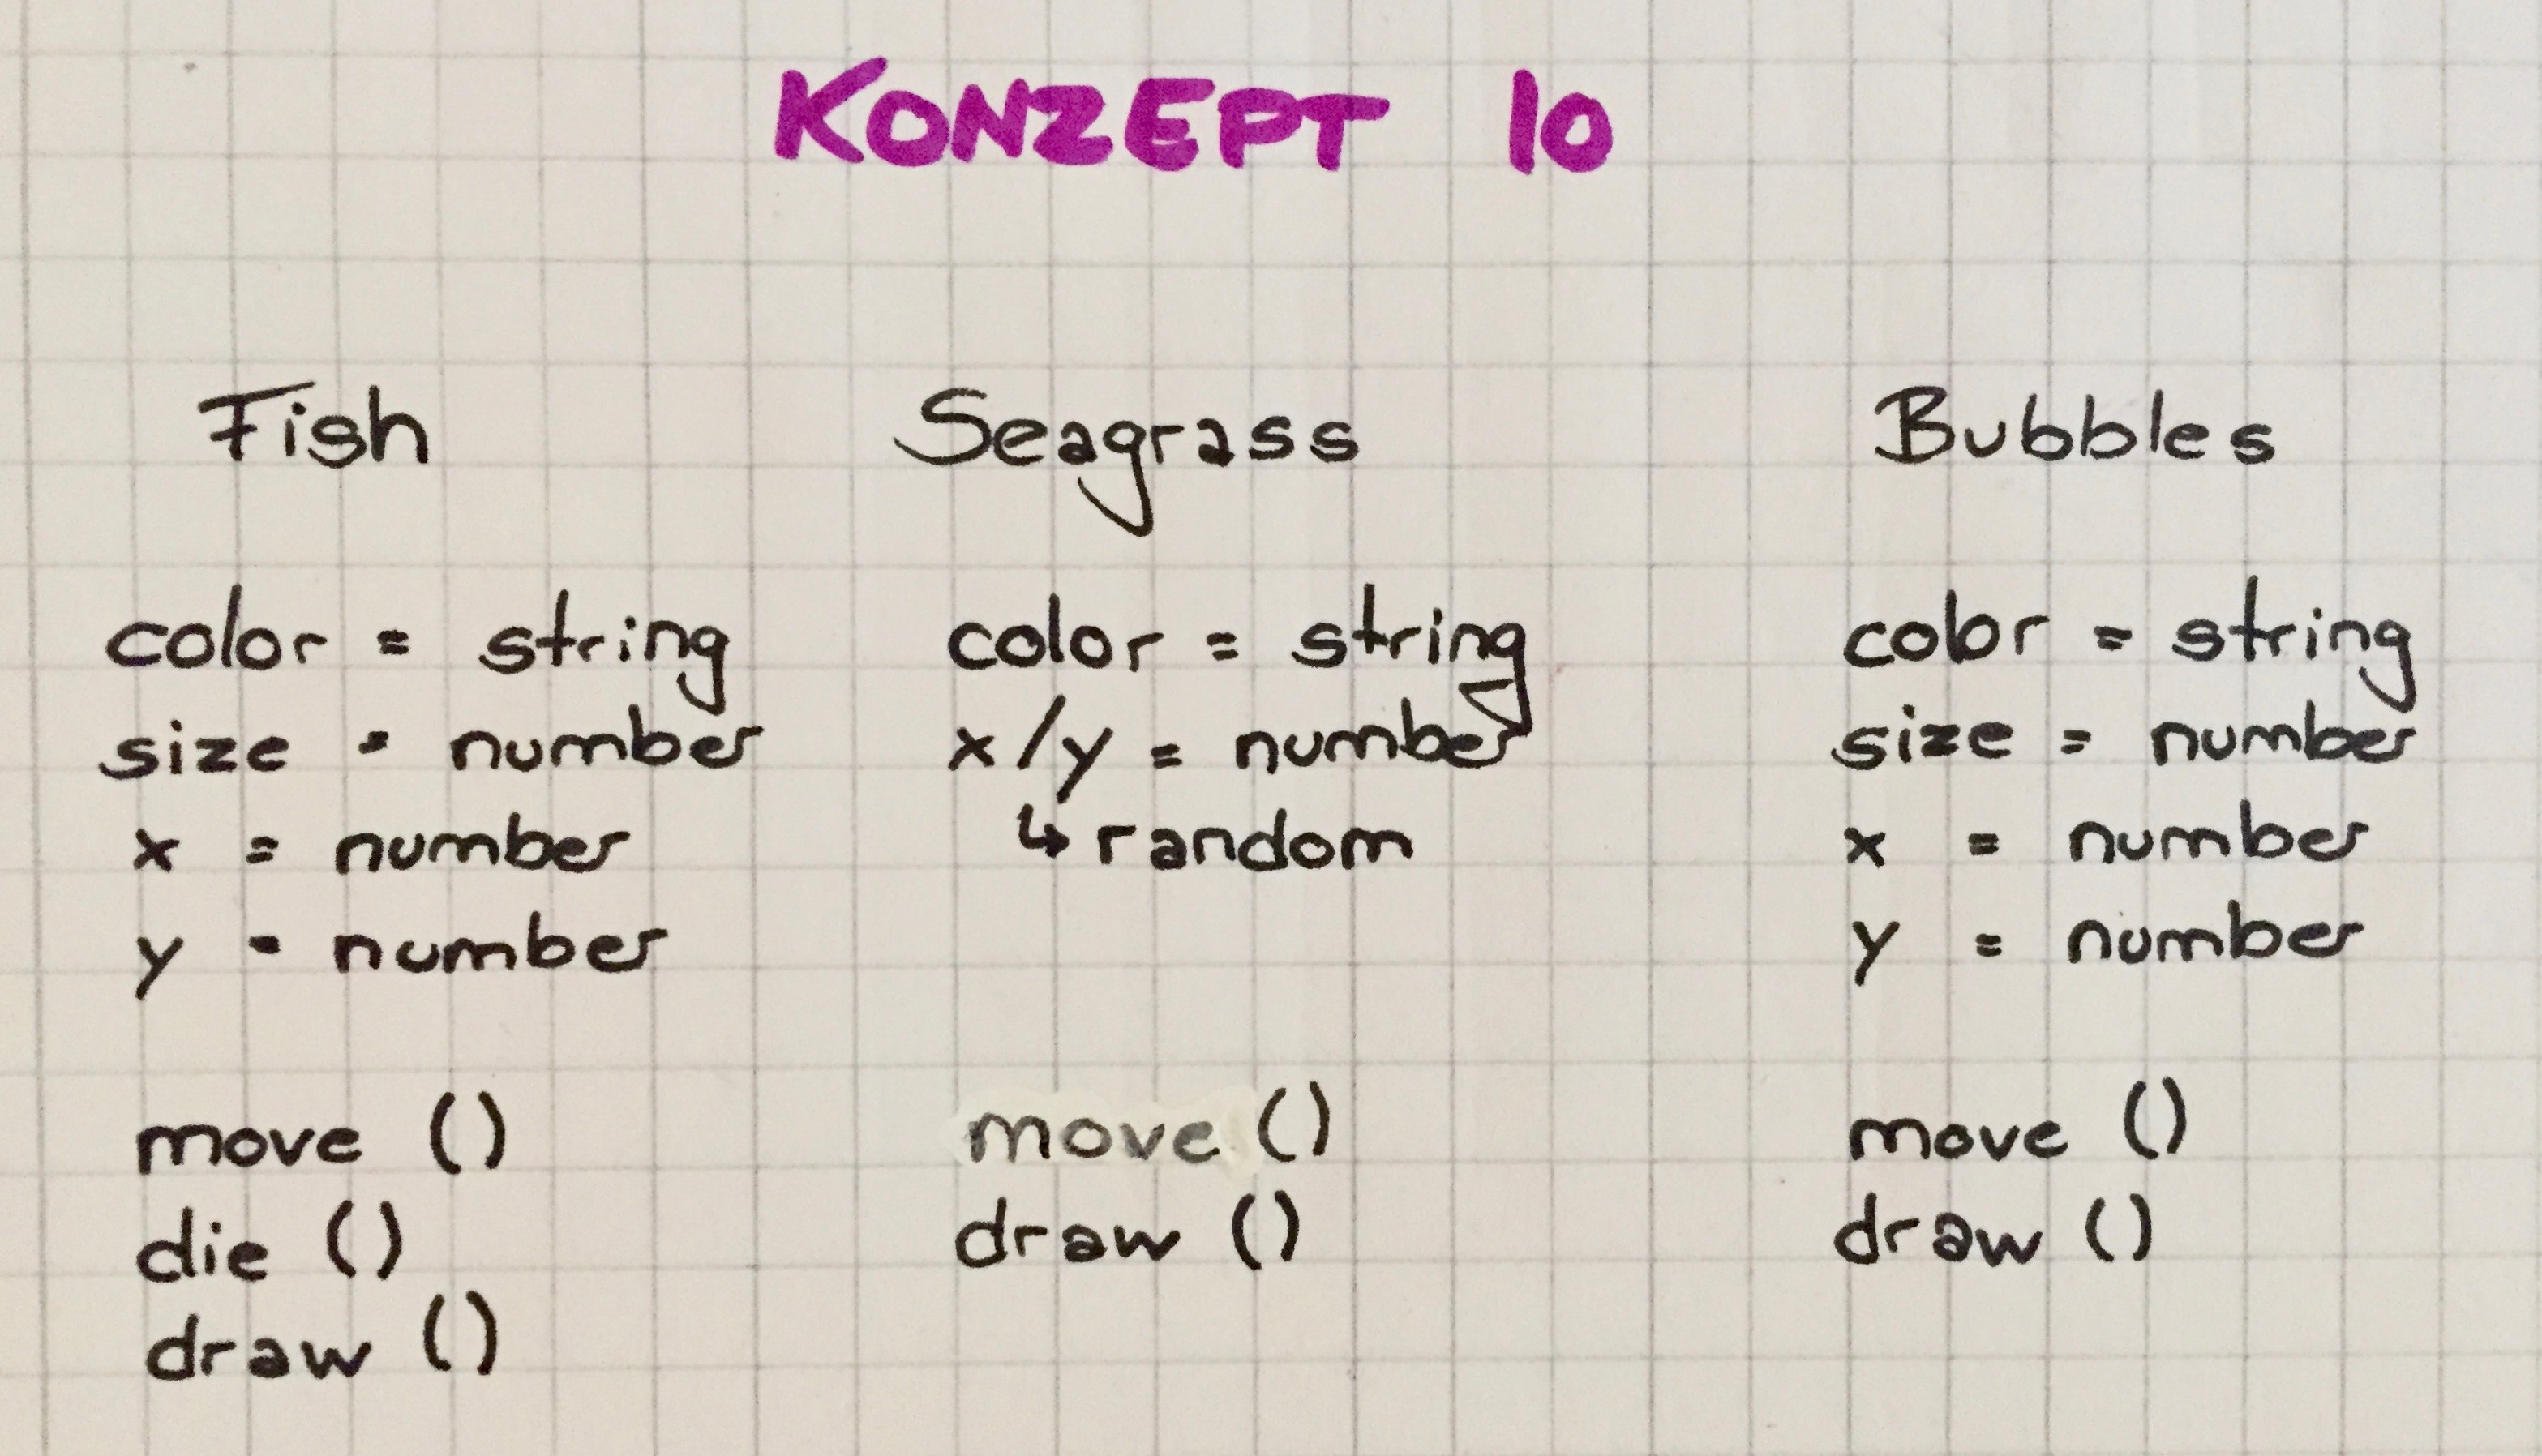 KONZEPT 10
Fish
color = string
size = number
x = number
y = number
move ()
die ()
draw ()
Seagrass
color = string
x/y = number
↳ random
move ()
draw ()
Bubbles
color = string
size = number
x = number
y = number
move ()
draw ()